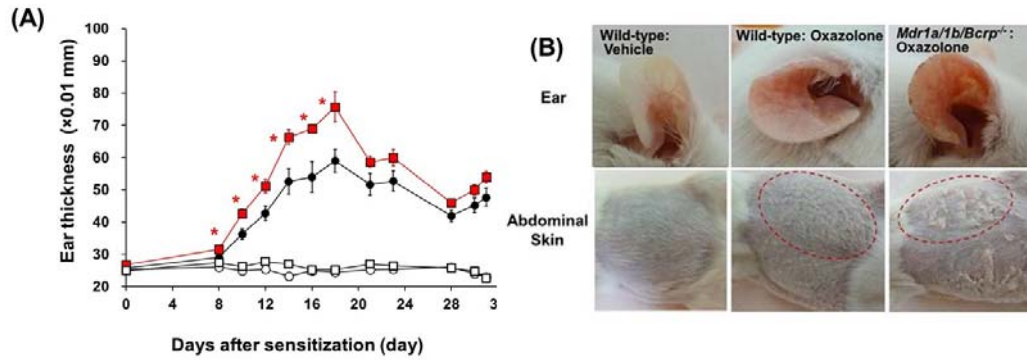 (A)
Ear thickness (×0.01 mm)
100
90
80
70
60
50
40
30
20
* * * * * * *
0 4 8 12 16 20 24 28 3
Days after sensitization (day)
(B)
Wild-type:
Vehicle
Wild-type: Oxazolone
Mdr1a/1b/Bcrp-/-:
Oxazolone
Ear
Abdominal
Skin